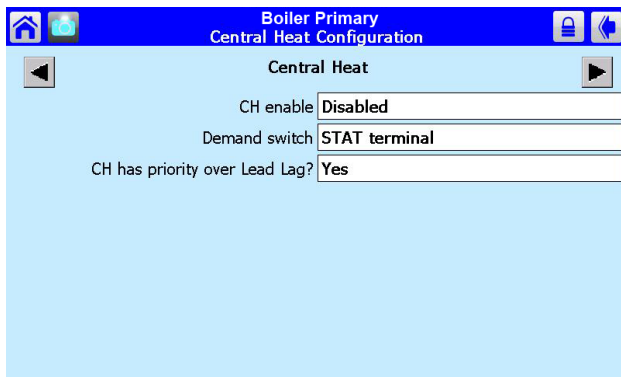 Boiler Primary
Central Heat Configuration
Central Heat
CH enable Disabled
Demand switch STAT terminal
CH has priority over Lead Lag? Yes